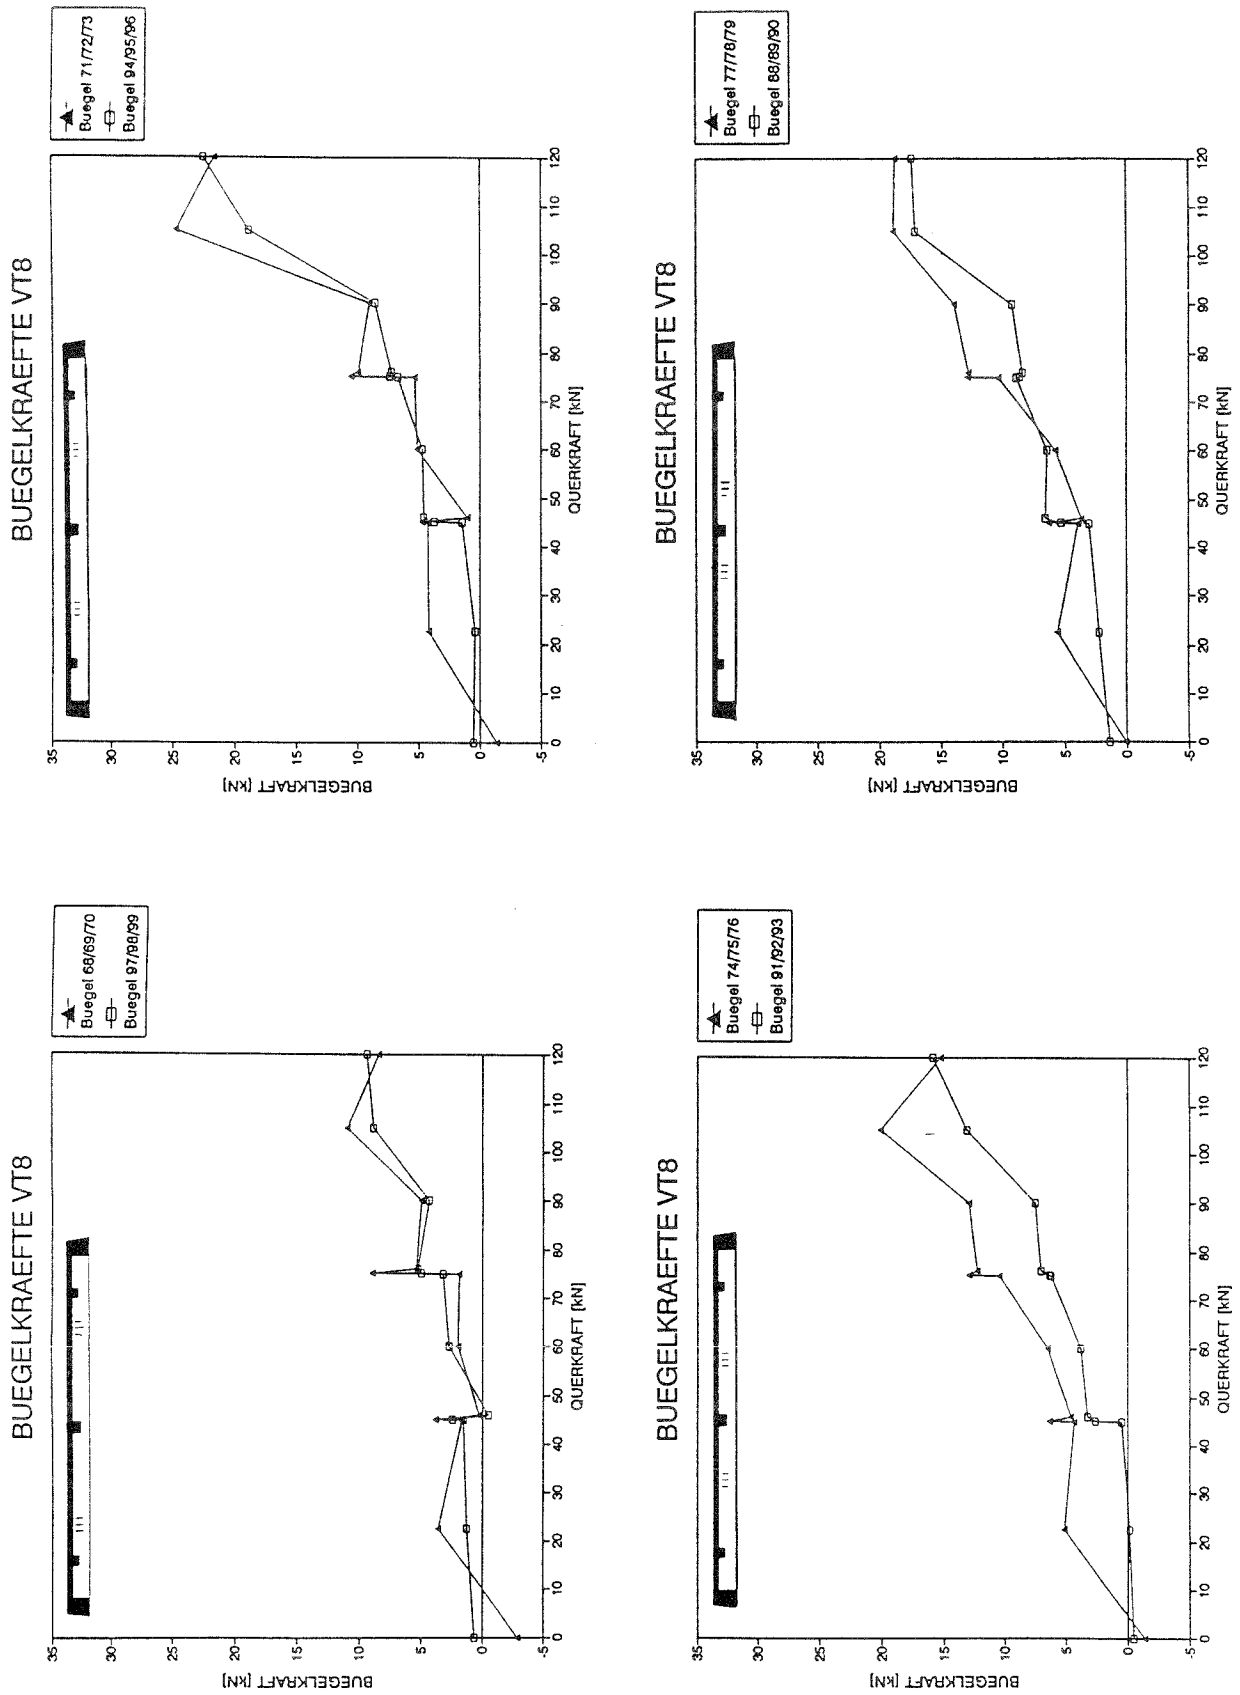 BUEGELKRAEFTE VT8
BUEGELKRAFT [kN]
35
30
25
20
15
10
5
0
-5
0 10 20 30 40 50 60 70 80 90 100 110 120
QUERKRAFT [kN]
Buegel 68/69/70
Buegel 97/98/99
BUEGELKRAEFTE VT8
BUEGELKRAFT [kN]
35
30
25
20
15
10
5
0
-5
0 10 20 30 40 50 60 70 80 90 100 110 120
QUERKRAFT [kN]
Buegel 71/72/73
Buegel 94/95/96
BUEGELKRAEFTE VT8
BUEGELKRAFT [kN]
35
30
25
20
15
10
5
0
-5
0 10 20 30 40 50 60 70 80 90 100 110 120
QUERKRAFT [kN]
Buegel 74/75/76
Buegel 91/92/93
BUEGELKRAEFTE VT8
BUEGELKRAFT [kN]
35
30
25
20
15
10
5
0
-5
0 10 20 30 40 50 60 70 80 90 100 110 120
QUERKRAFT [kN]
Buegel 77/78/79
Buegel 88/89/90